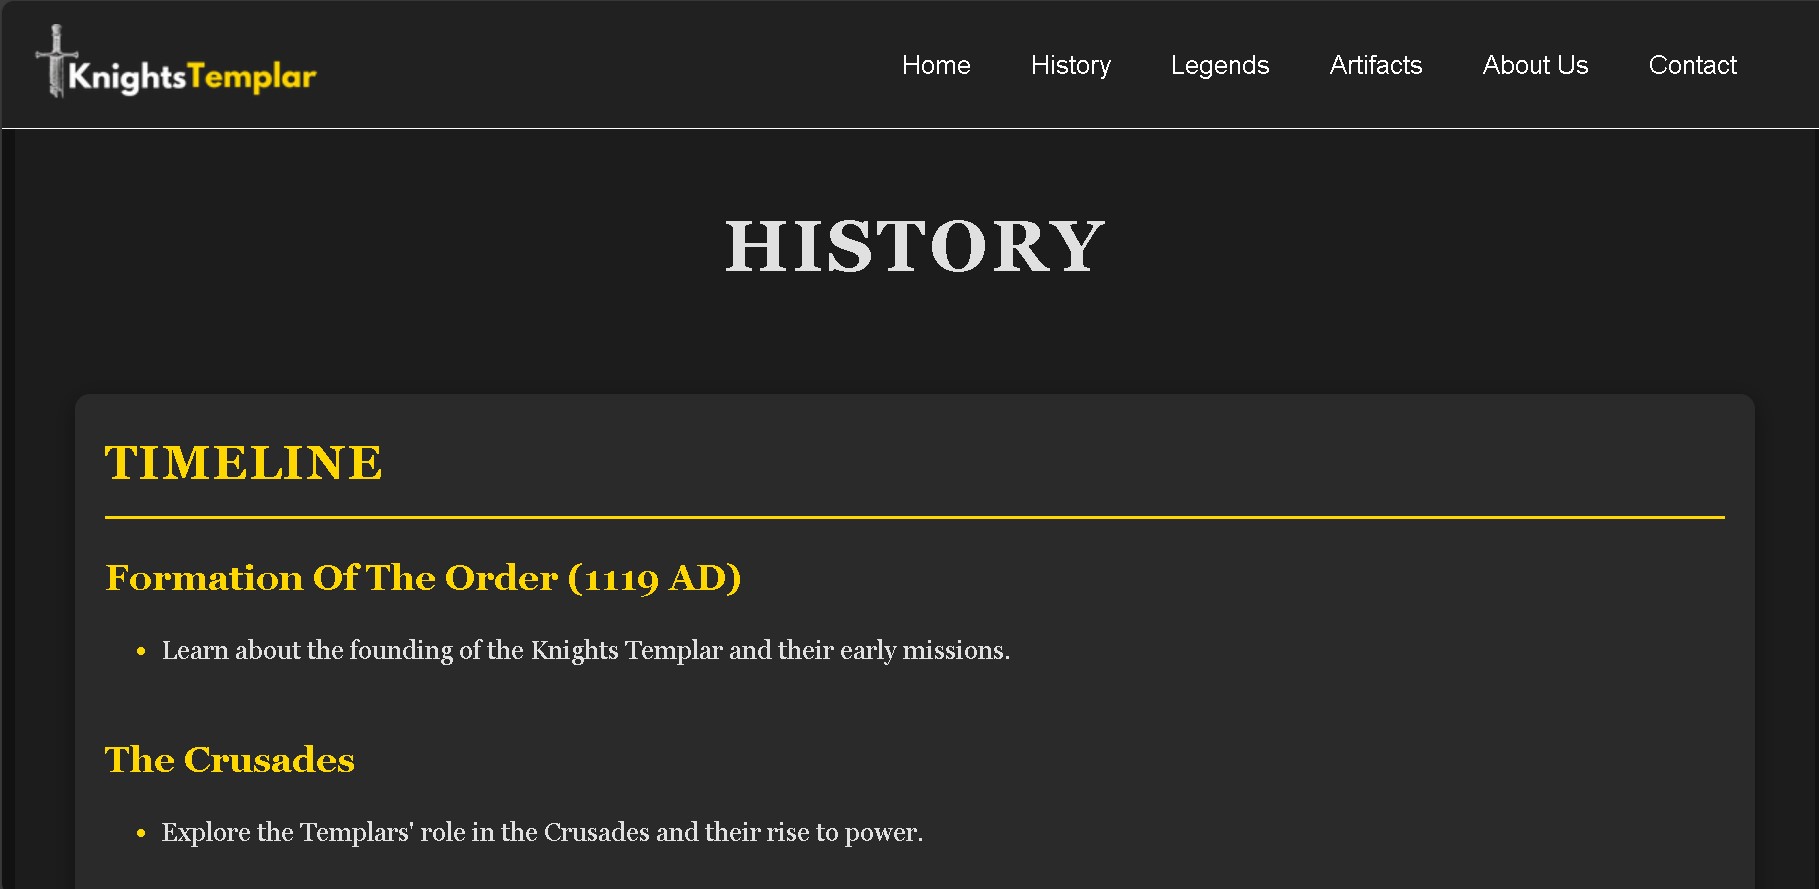 KnightsTemplar
Home History Legends Artifacts About Us Contact
HISTORY
TIMELINE
Formation Of The Order (1119 AD)
• Learn about the founding of the Knights Templar and their early missions.
The Crusades
• Explore the Templars' role in the Crusades and their rise to power.